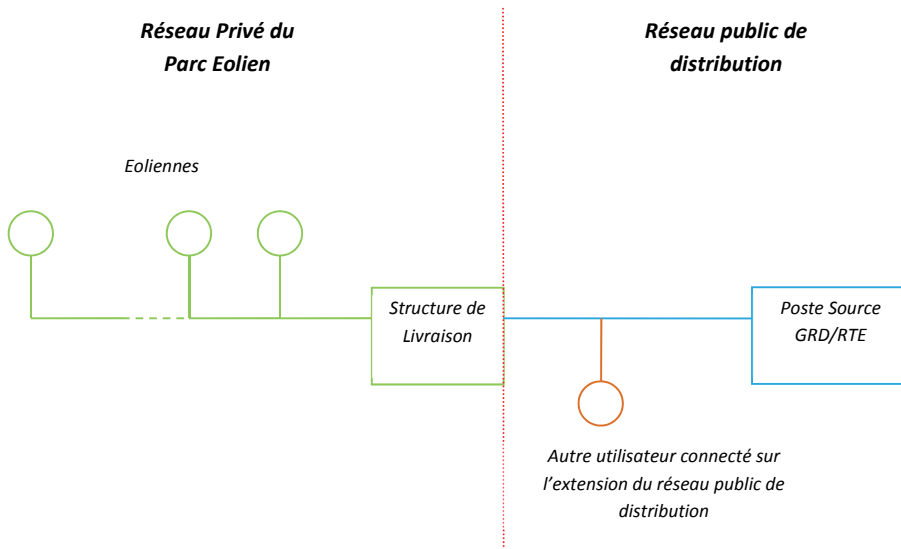 Réseau Privé du
Parc Eolien
Réseau public de
distribution
Eoliennes
Structure de
Livraison
Poste Source
GRD/RTE
Autre utilisateur connecté sur
l'extension du réseau public de
distribution